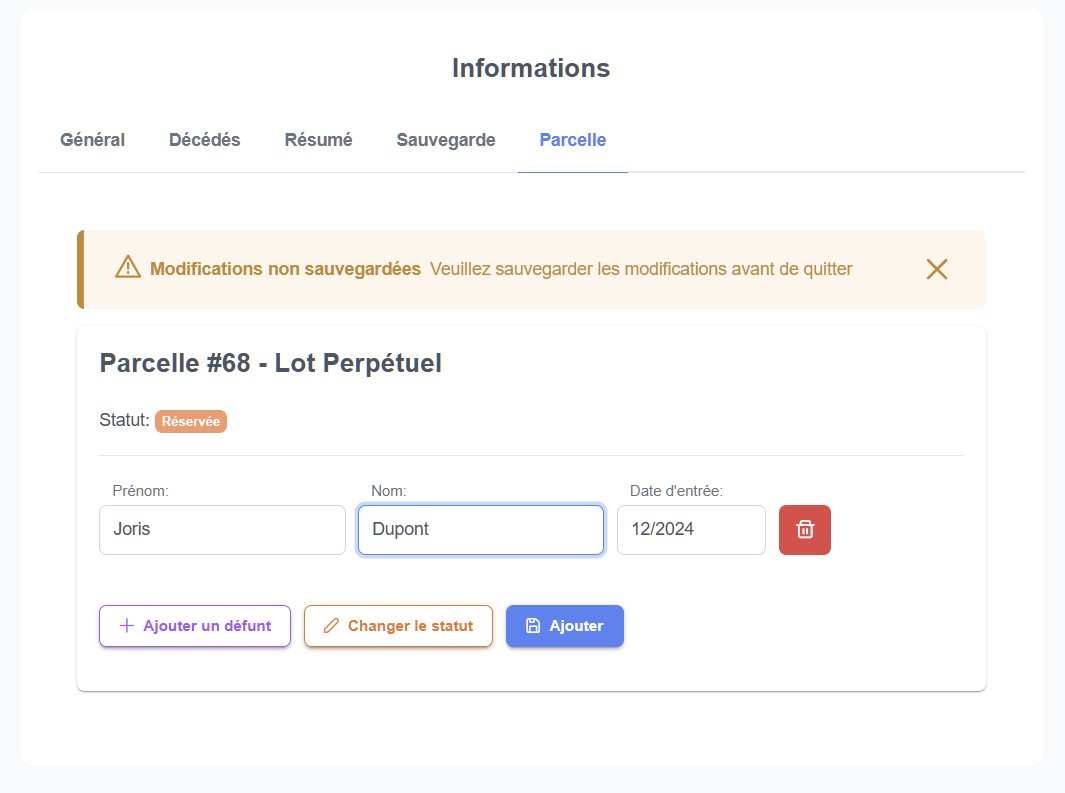 Informations
Général Décédés Résumé Sauvegarde Parcelle
Modifications non sauvegardées Veuillez sauvegarder les modifications avant de quitter
Parcelle #68 - Lot Perpétuel
Statut: Réservée
Prénom: Nom: Date d'entrée:
Joris Dupont 12/2024
Ajouter un défunt Changer le statut Ajouter